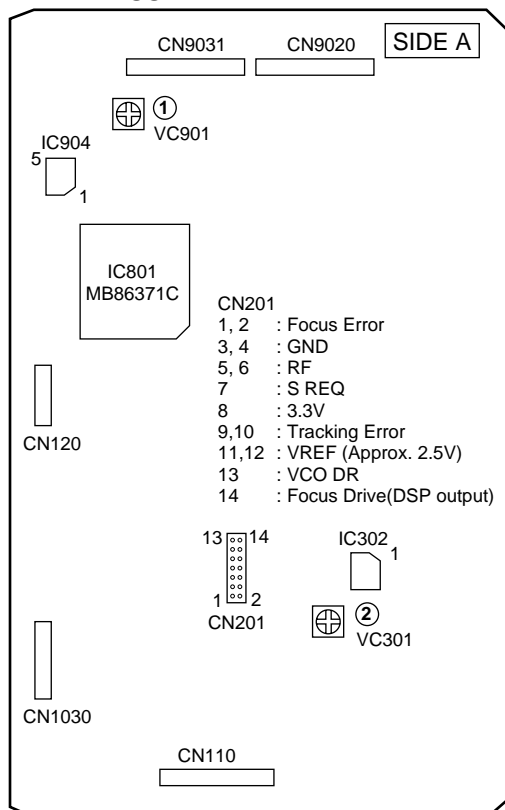 CN9031 CN9020 SIDE A
1
VC901
IC904
5
1
IC801
MB86371C
CN201
1, 2 : Focus Error
3, 4 : GND
5, 6 : RF
7 : S REQ
8 : 3.3V
9,10 : Tracking Error
11,12 : VREF (Approx. 2.5V)
13 : VCO DR
14 : Focus Drive(DSP output)
CN120
13 14
1 2
CN201
IC302
1
2
VC301
CN1030
CN110